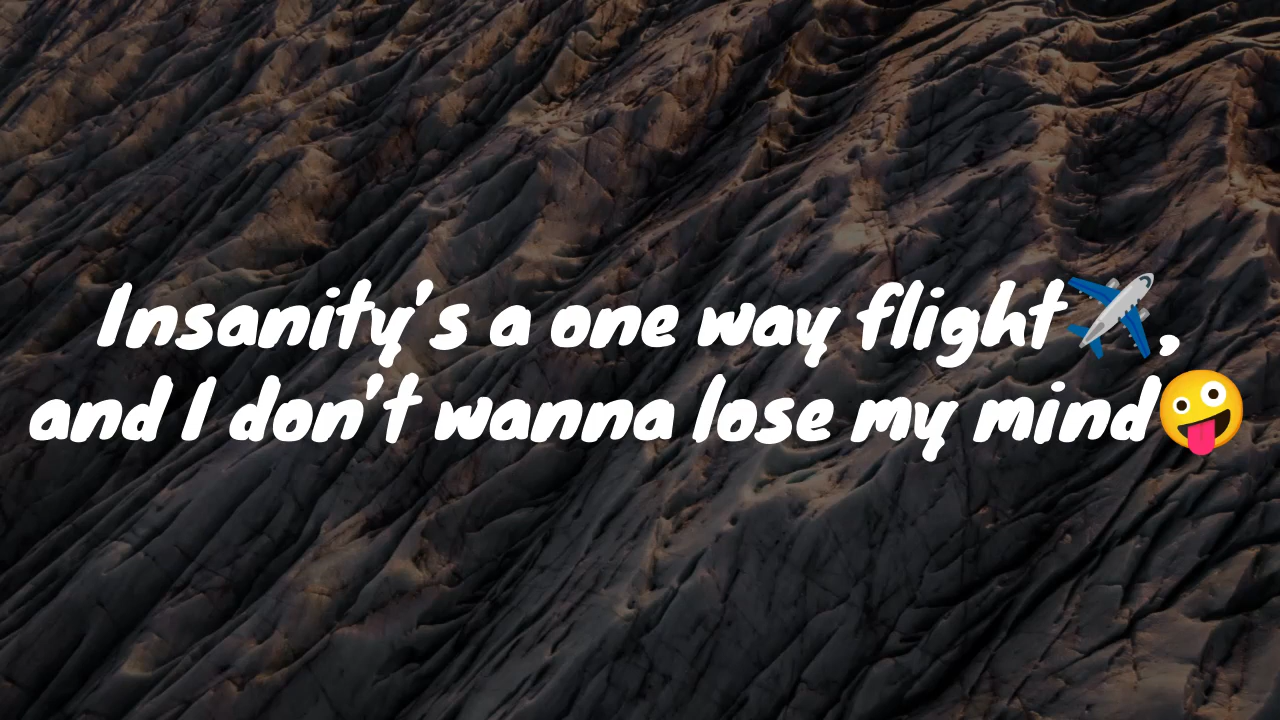 Insanity's a one way flight✈️,
and I don't wanna lose my mind🤪